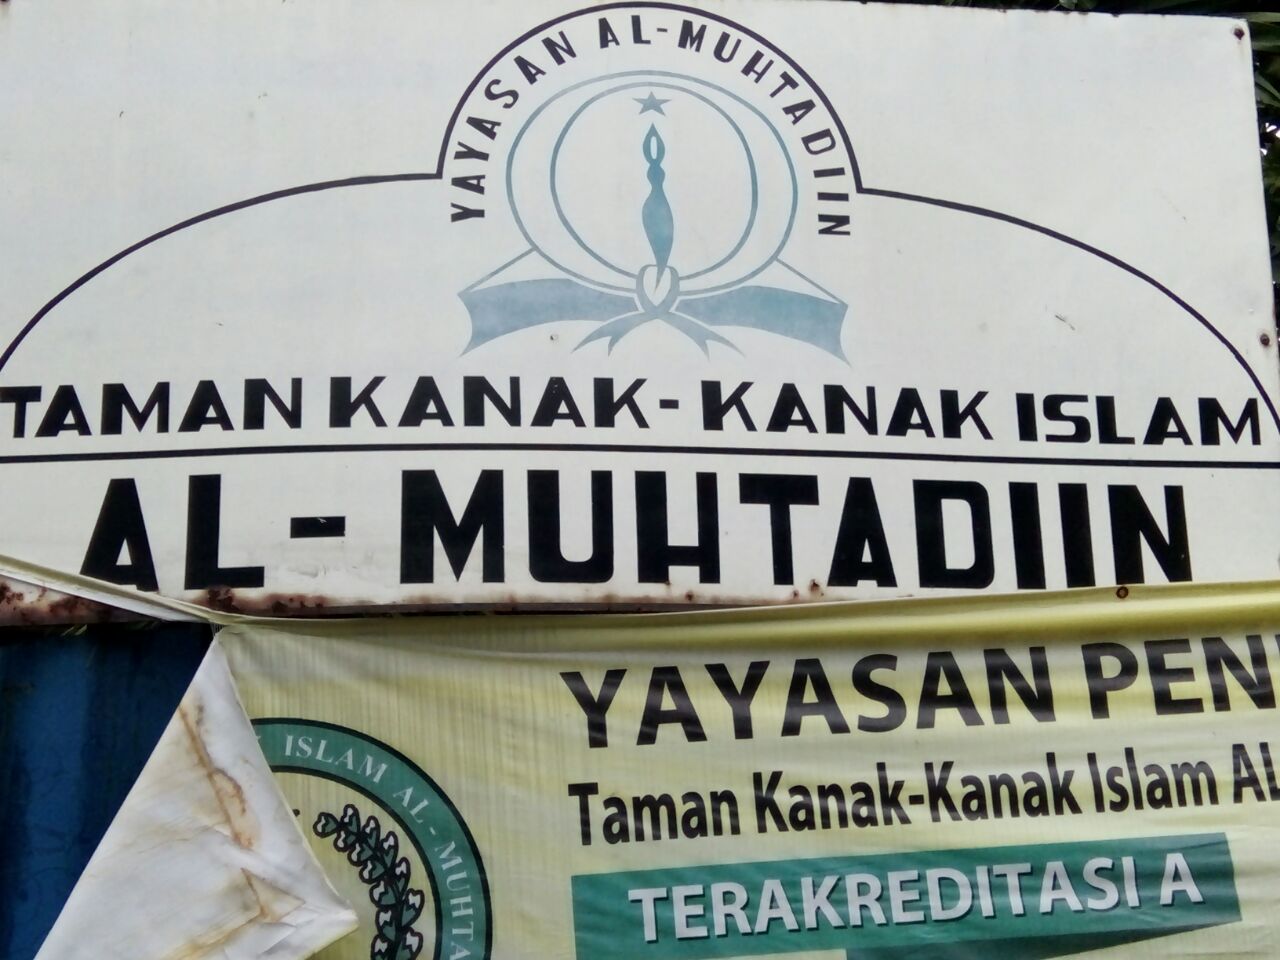 YAYASAN AL-MUHTADIIN
TAMAN KANAK-KANAK ISLAM
AL-MUHTADIIN
YAYASAN PEN
Taman Kanak-Kanak Islam AL
TERAKREDITASI A
ISLAM AL-MUHTA